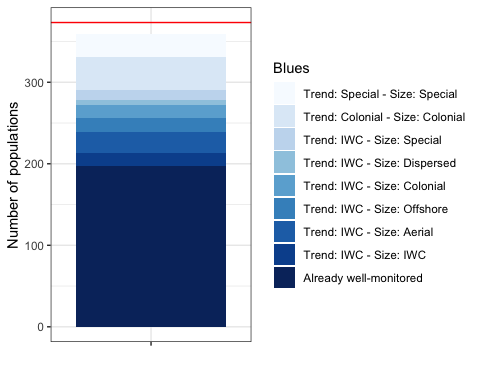 Number of populations
300
200
100
0
Blues
Trend: Special - Size: Special
Trend: Colonial - Size: Colonial
Trend: IWC - Size: Special
Trend: IWC - Size: Dispersed
Trend: IWC - Size: Colonial
Trend: IWC - Size: Offshore
Trend: IWC - Size: Aerial
Trend: IWC - Size: IWC
Already well-monitored